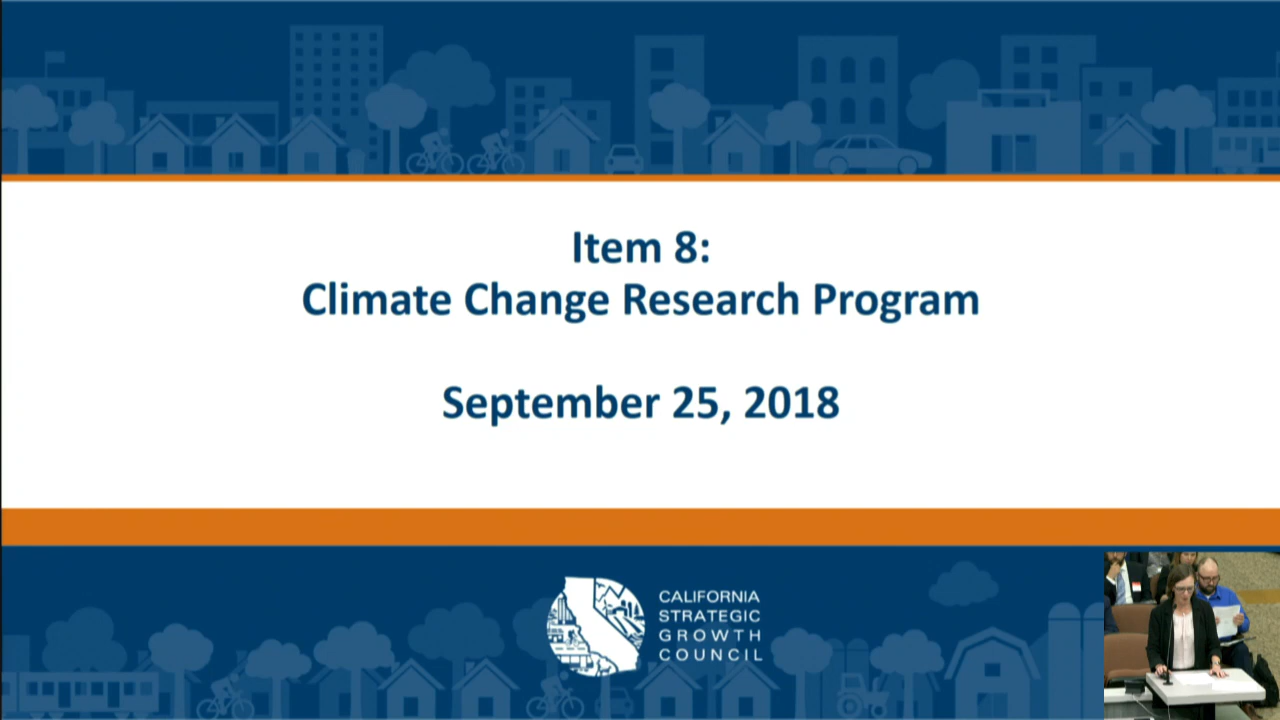 Item 8:
Climate Change Research Program
September 25, 2018
CALIFORNIA
STRATEGIC
GROWTH
COUNCIL